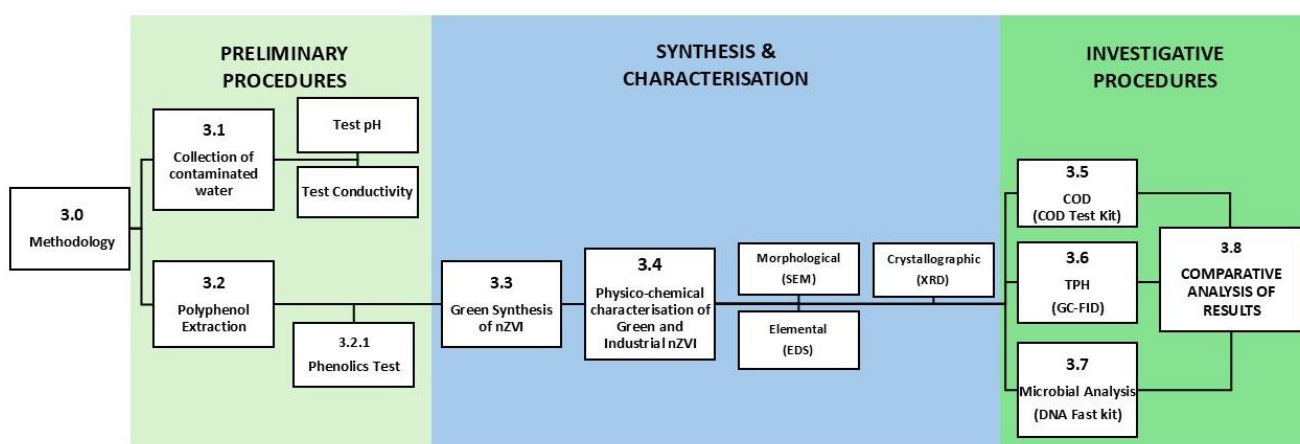 PRELIMINARY
PROCEDURES
SYNTHESIS &
CHARACTERISATION
INVESTIGATIVE
PROCEDURES
3.0
Methodology
3.1
Collection of
contaminated
water
Test pH
Test Conductivity
3.2
Polyphenol
Extraction
3.2.1
Phenolics Test
3.3
Green Synthesis
of nZVI
3.4
Physico-chemical
characterisation of
Green and
Industrial nZVI
Morphological
(SEM)
Elemental
(EDS)
Crystallographic
(XRD)
3.5
COD
(COD Test Kit)
3.6
TPH
(GC-FID)
3.7
Microbial Analysis
(DNA Fast kit)
3.8
COMPARATIVE
ANALYSIS OF
RESULTS